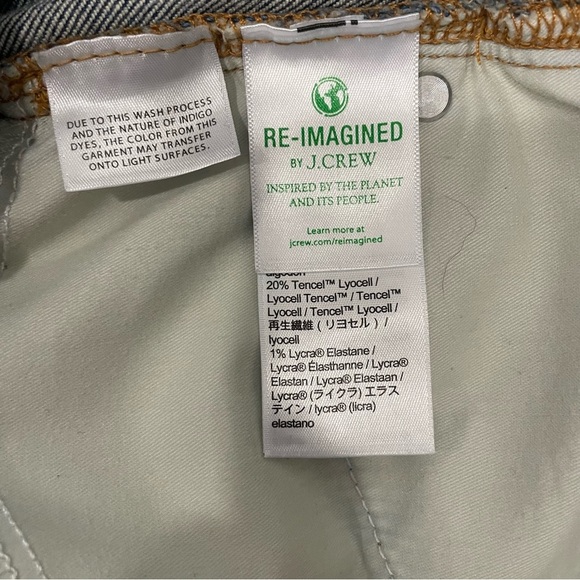 DUE TO THIS WASH PROCESS
AND THE NATURE OF INDIGO
DYES, THE COLOR FROM THIS
GARMENT MAY TRANSFER
ONTO LIGHT SURFACES.
RE-IMAGINED
BY J.CREW
INSPIRED BY THE PLANET
AND ITS PEOPLE.
Learn more at
jcrew.com/reimagined
algodón
20% Tencel™ Lyocell /
Lyocell Tencel™ / Tencel™
Lyocell / Tencel™ Lyocell /
再生繊維 ( リヨセル ) /
lyocell
1% Lycra® Elastane /
Lycra® Élasthanne / Lycra®
Elastan / Lycra® Elastaan /
Lycra® (ライクラ) エラス
テイン / lycra® (licra)
elastano